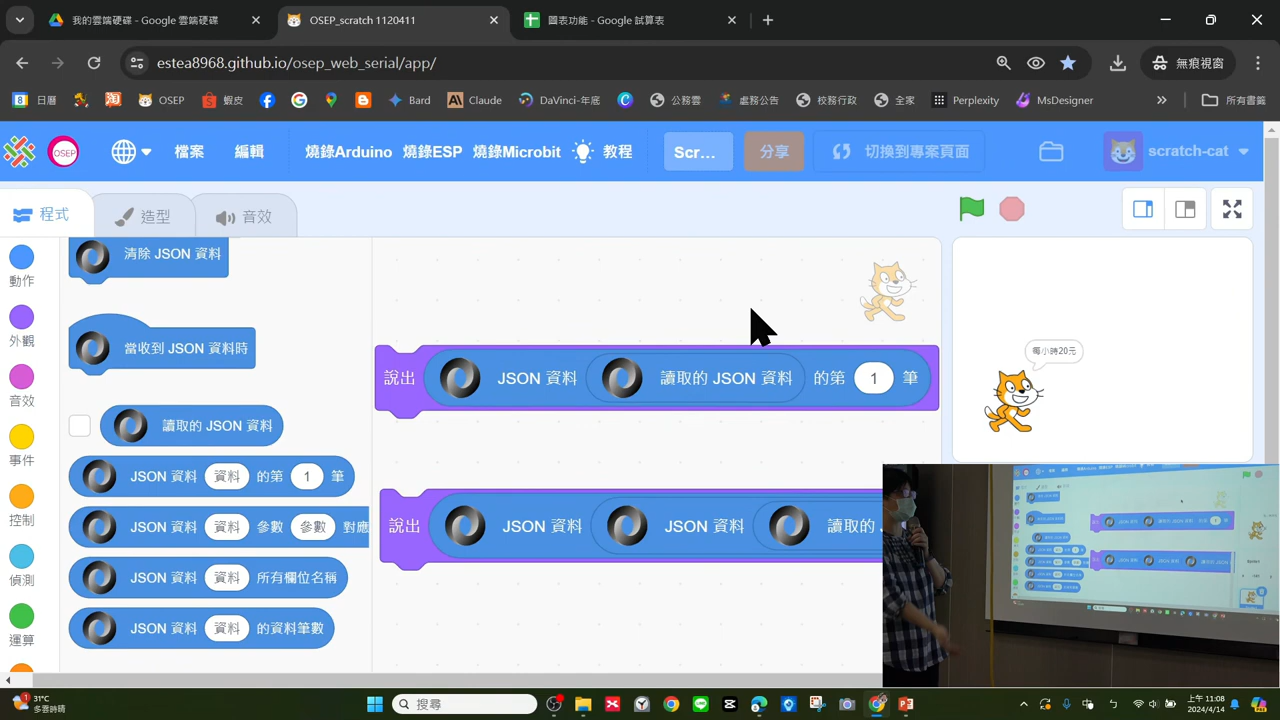 我的雲端硬碟 - Google 雲端硬碟
OSEP_scratch 1120411
圖表功能 - Google 試算表
estea8968.github.io/osep_web_serial/app/
無痕視窗
日曆
淘
OSEP
蝦皮
Bard
Claude
DaVinci-年底
公務雲
處務公告
校務行政
全家
Perplexity
MsDesigner
所有書籤
OSEP
檔案
編輯
燒錄Arduino
燒錄ESP
燒錄Microbit
教程
Scr...
分享
切換到專案頁面
scratch-cat
程式
造型
音效
動作
外觀
音效
事件
控制
偵測
運算
清除 JSON 資料
當收到 JSON 資料時
讀取的 JSON 資料
JSON 資料 資料 的第 1 筆
JSON 資料 資料 參數 參數 對應
JSON 資料 資料 所有欄位名稱
JSON 資料 資料 的資料筆數
說出 JSON 資料 讀取的 JSON 資料 的第 1 筆
說出 JSON 資料 JSON 資料 讀取的
每小時20元
31°C
多雲時晴
搜尋
上午 11:08
2024/4/14